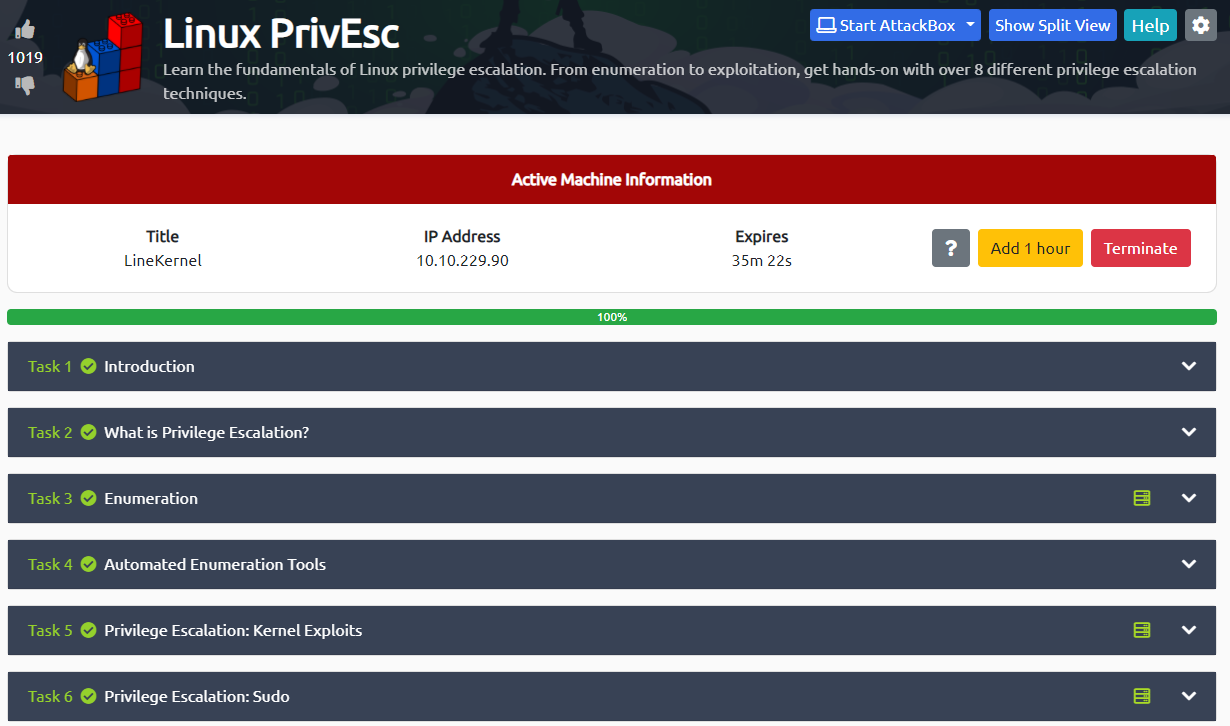 Linux PrivEsc
Start AttackBox
Show Split View
Help
1019
Learn the fundamentals of Linux privilege escalation. From enumeration to exploitation, get hands-on with over 8 different privilege escalation
techniques.
Active Machine Information
Title
IP Address
Expires
LineKernel
10.10.229.90
35m 22s
?
Add 1 hour
Terminate
100%
Task 1 Introduction
Task 2 What is Privilege Escalation?
Task 3 Enumeration
Task 4 Automated Enumeration Tools
Task 5 Privilege Escalation: Kernel Exploits
Task 6 Privilege Escalation: Sudo